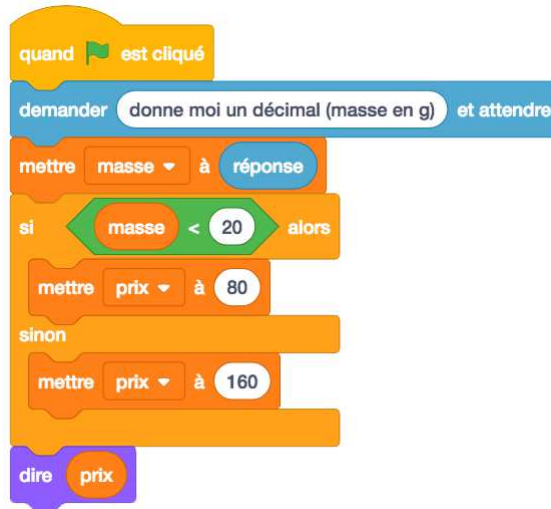 quand est cliqué
demander donne moi un décimal (masse en g) et attendre
mettre masse à réponse
si masse < 20 alors
mettre prix à 80
sinon
mettre prix à 160
dire prix